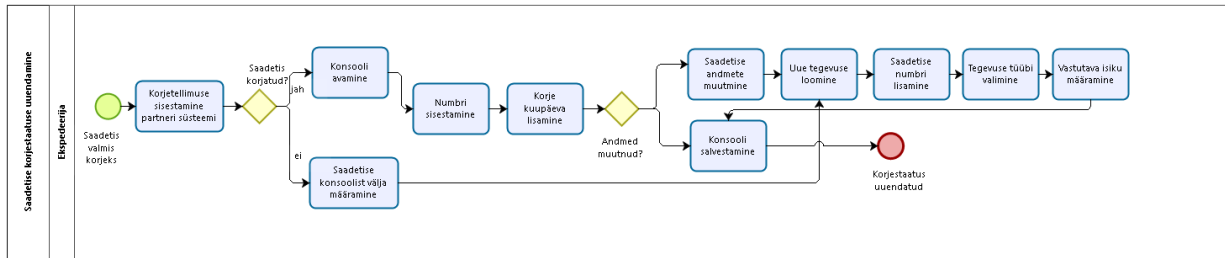 Saadetise korjestaatuse uuendamine
Ekspedeerija
Saadetis
valmis
korjeks
Korjetellimuse
sisestamine
partneri süsteemi
Saadetis
korjatud?
jah
ei
Konsooli
avamine
Numbri
sisestamine
Korje
kuupäeva
lisamine
Saadetise
konsoolist välja
määramine
Andmed
muutnud?
Saadetise
andmete
muutmine
Uue tegevuse
loomine
Saadetise
numbri
lisamine
Tegevuse tüübi
valimine
Vastutava isiku
määramine
Konsooli
salvestamine
Korjestaatus
uuendatud